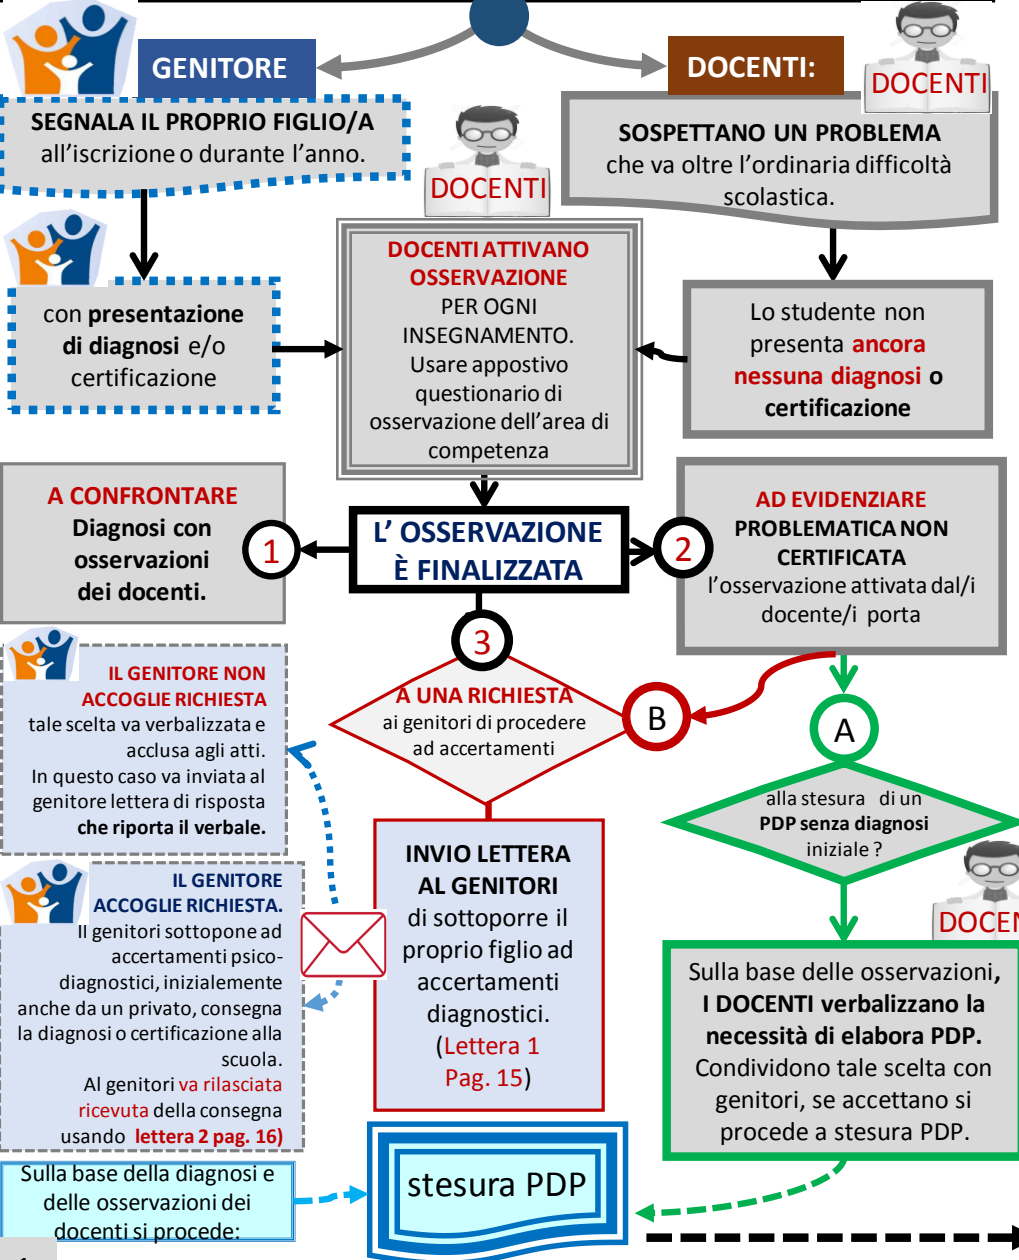 GENITORE
DOCENTI:
DOCENTI
SEGNALA IL PROPRIO FIGLIO/A
all'iscrizione o durante l'anno.
DOCENTI
SOSPETTANO UN PROBLEMA
che va oltre l'ordinaria difficoltà
scolastica.
con presentazione
di diagnosi e/o
certificazione
DOCENTI ATTIVANO
OSSERVAZIONE
PER OGNI
INSEGNAMENTO.
Usare appostivo
questionario di
osservazione dell'area di
competenza
Lo studente non
presenta ancora
nessuna diagnosi o
certificazione
A CONFRONTARE
Diagnosi con
osservazioni
dei docenti.
1
L' OSSERVAZIONE
È FINALIZZATA
2
AD EVIDENZIARE
PROBLEMATICA NON
CERTIFICATA
l'osservazione attivata dal/i
docente/i porta
3
A UNA RICHIESTA
ai genitori di procedere
ad accertamenti
B
A
IL GENITORE NON
ACCOGLIE RICHIESTA
tale scelta va verbalizzata e
acclusa agli atti.
In questo caso va inviata al
genitore lettera di risposta
che riporta il verbale.
alla stesura di un
PDP senza diagnosi
iniziale ?
INVIO LETTERA
AL GENITORI
di sottoporre il
proprio figlio ad
accertamenti
diagnostici.
(Lettera 1
Pag. 15)
IL GENITORE
ACCOGLIE RICHIESTA.
Il genitori sottopone ad
accertamenti psico-
diagnostici, inizialemente
anche da un privato, consegna
la diagnosi o certificazione alla
scuola.
Al genitori va rilasciata
ricevuta della consegna
usando lettera 2 pag. 16)
DOCEN
Sulla base delle osservazioni,
I DOCENTI verbalizzano la
necessità di elabora PDP.
Condividono tale scelta con
genitori, se accettano si
procede a stesura PDP.
Sulla base della diagnosi e
delle osservazioni dei
docenti si procede:
stesura PDP